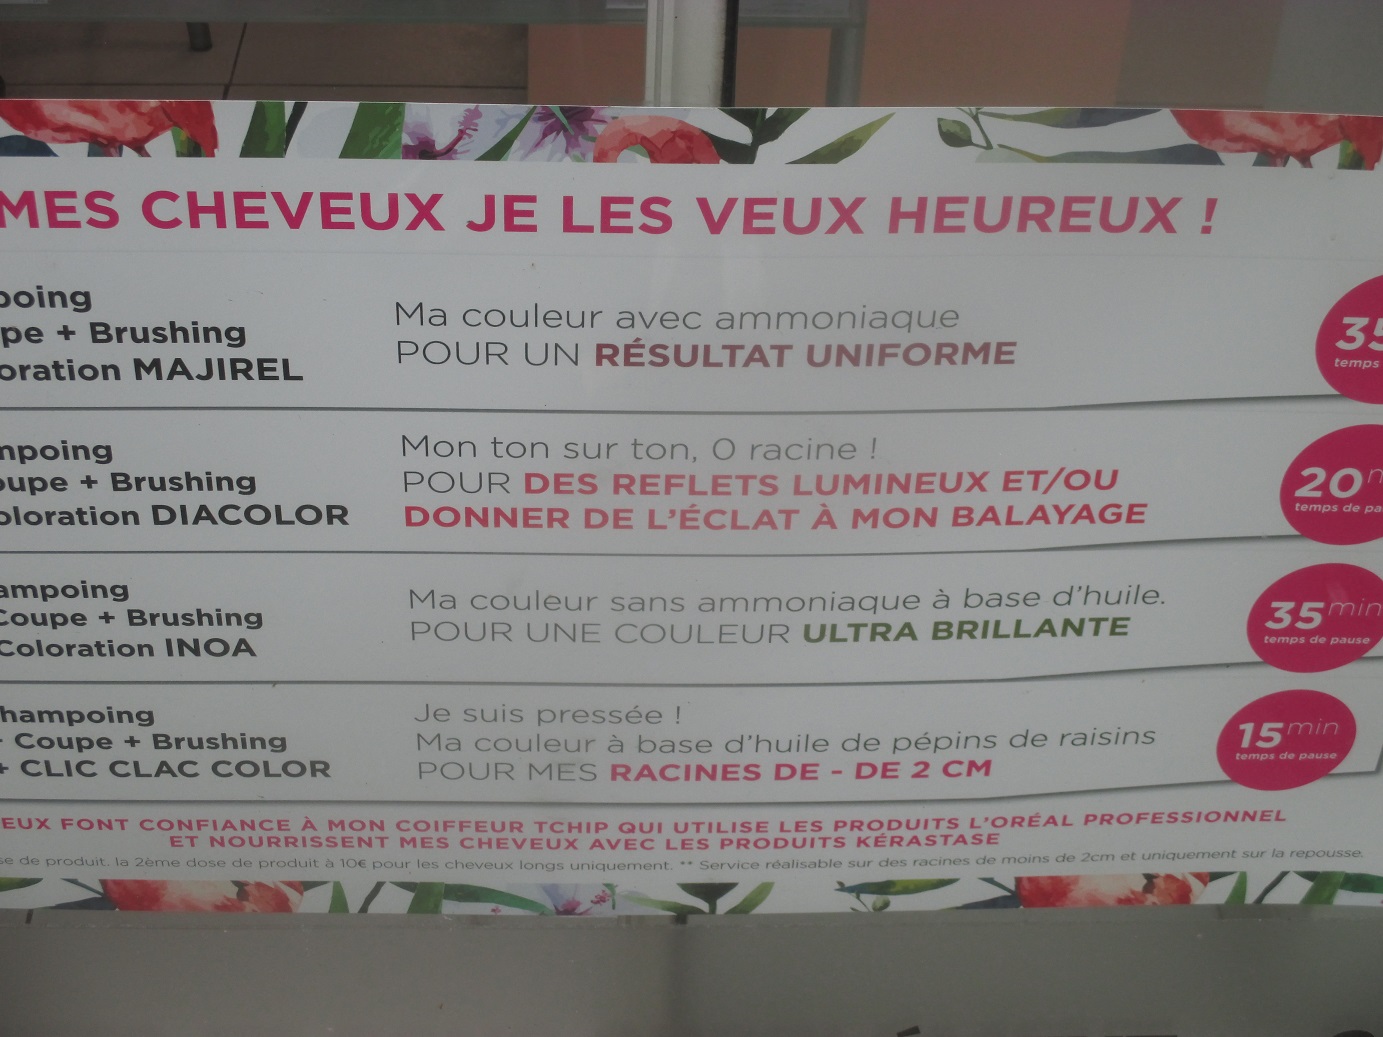 MES CHEVEUX JE LES VEUX HEUREUX !
poing
pe + Brushing
oration MAJIREL
Ma couleur avec ammoniaque
POUR UN RÉSULTAT UNIFORME
35
temps
mpoing
oupe + Brushing
oloration DIACOLOR
Mon ton sur ton, O racine !
POUR DES REFLETS LUMINEUX ET/OU
DONNER DE L'ÉCLAT À MON BALAYAGE
20 m
temps de pa
ampoing
Coupe + Brushing
Coloration INOA
Ma couleur sans ammoniaque à base d'huile.
POUR UNE COULEUR ULTRA BRILLANTE
35 min
temps de pause
hampoing
+ Coupe + Brushing
+ CLIC CLAC COLOR
Je suis pressée !
Ma couleur à base d'huile de pépins de raisins
POUR MES RACINES DE - DE 2 CM
15 min
temps de pause
EUX FONT CONFIANCE À MON COIFFEUR TCHIP QUI UTILISE LES PRODUITS L'ORÉAL PROFESSIONNEL
ET NOURRISSENT MES CHEVEUX AVEC LES PRODUITS KÉRASTASE
se de produit. la 2ème dose de produit à 10€ pour les cheveux longs uniquement. ** Service réalisable sur des racines de moins de 2cm et uniquement sur la repousse.